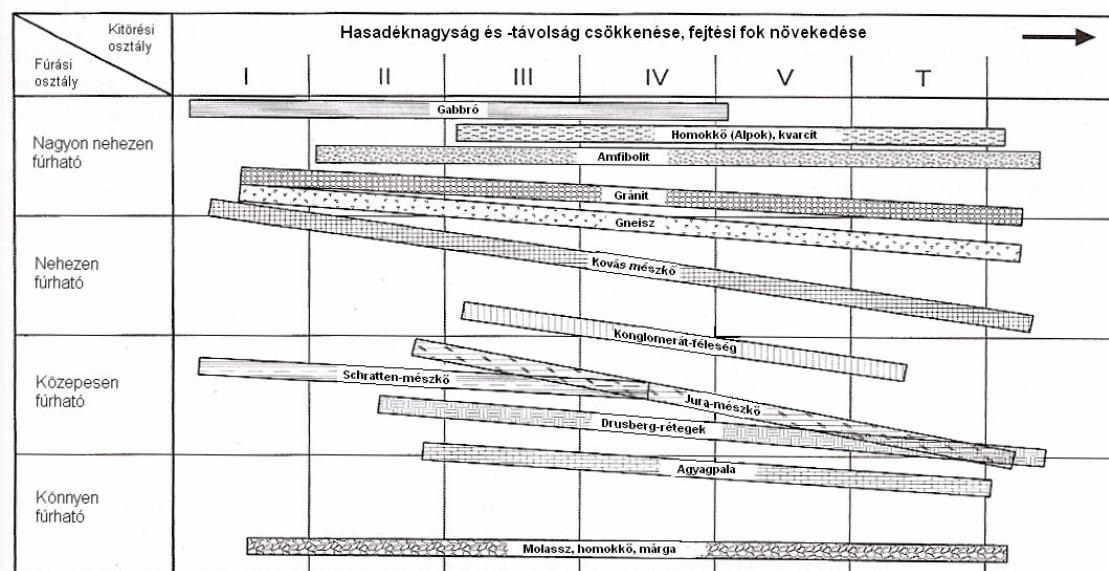 Kitörési
osztály
Fúrási
osztály
Hasadéknagyság és -távolság csökkenése, fejtési fok növekedése
I II III IV V T
Nagyon nehezen
fúrható
Gabbró
Homokkő (Alpok), kvarcit
Amfibolit
Gránit
Gneisz
Nehezen
fúrható
Kovás mészkő
Konglomerát-féleség
Közepesen
fúrható
Schratten-mészkő
Jura-mészkő
Drusberg-rétegek
Agyagpala
Könnyen
fúrható
Molassz, homokkő, márga